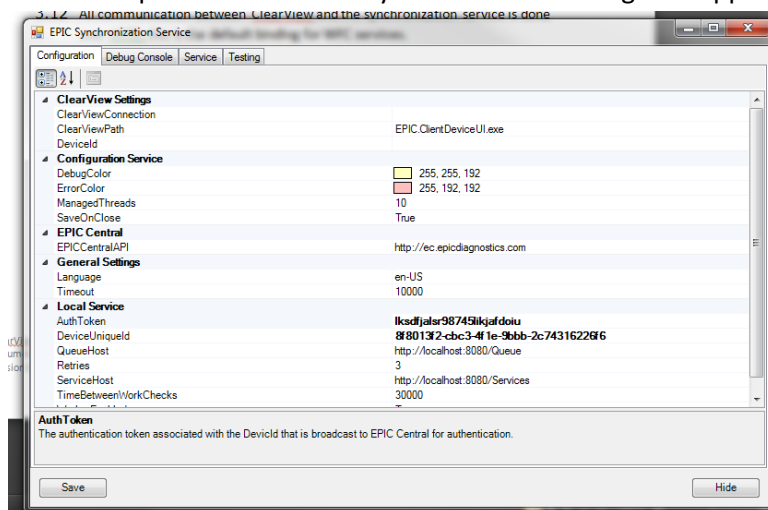 3.12 All communication between ClearView and the synchronization service is done
EPIC Synchronization Service
default binding for WFC services.
Configuration Debug Console Service Testing
ClearView Settings
ClearViewConnection
ClearViewPath EPIC.ClientDeviceUI.exe
DeviceId
Configuration Service
DebugColor 255, 255, 192
ErrorColor 255, 192, 192
ManagedThreads 10
SaveOnClose True
EPIC Central
EPICCentralAPI http://ec.epicdiagnostics.com
General Settings
Language en-US
Timeout 10000
Local Service
AuthToken lksdfjalsr98745likjafdoiu
DeviceUniqueId 8f8013f2-cbc3-4f1e-9bbb-2c74316226f6
QueueHost http://localhost:8080/Queue
Retries 3
ServiceHost http://localhost:8080/Services
TimeBetweenWorkChecks 30000
AuthToken
The authentication token associated with the DevicId that is broadcast to EPIC Central for authentication.
Save Hide